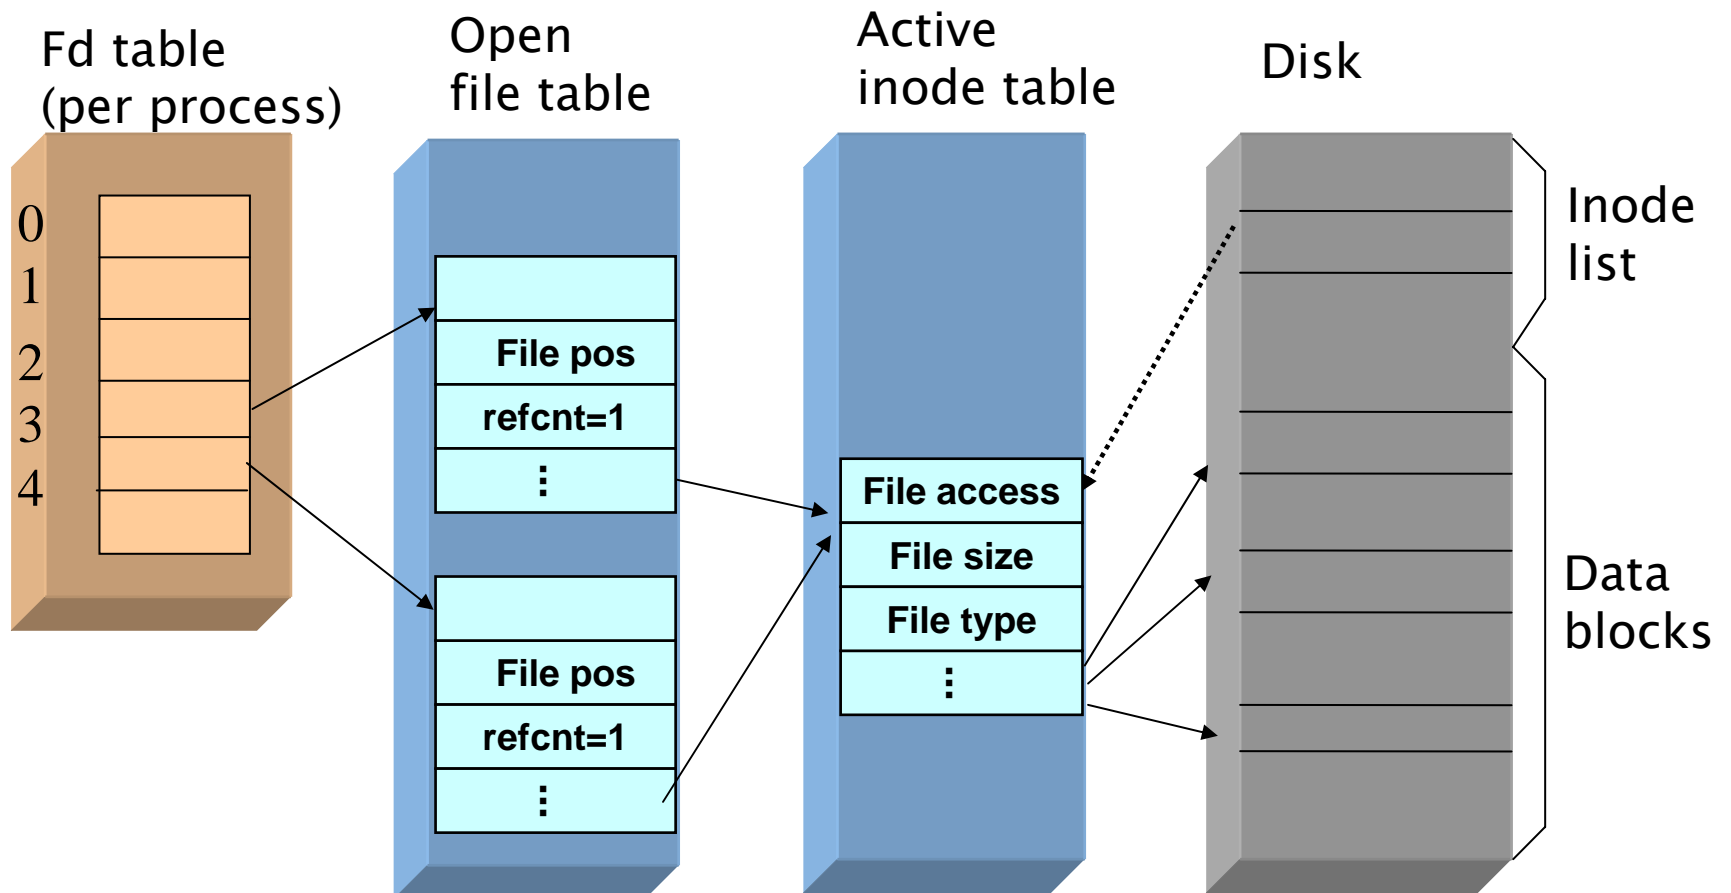 Fd table
(per process)
0
1
2
3
4
Open
file table
File pos
refcnt=1
⋮
File pos
refcnt=1
⋮
Active
inode table
File access
File size
File type
⋮
Disk
Inode
list
Data
blocks